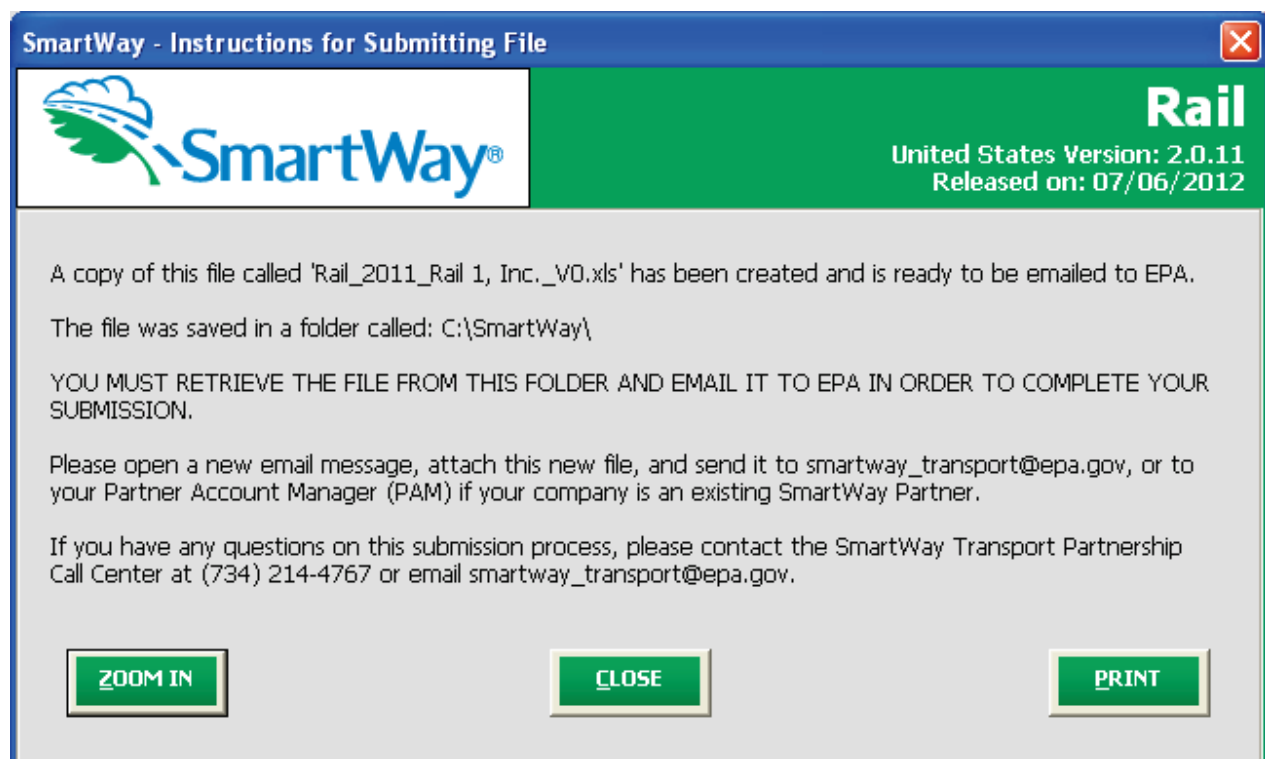 SmartWay - Instructions for Submitting File
SmartWay®
Rail
United States Version: 2.0.11
Released on: 07/06/2012
A copy of this file called 'Rail_2011_Rail 1, Inc._V0.xls' has been created and is ready to be emailed to EPA.
The file was saved in a folder called: C:\SmartWay\
YOU MUST RETRIEVE THE FILE FROM THIS FOLDER AND EMAIL IT TO EPA IN ORDER TO COMPLETE YOUR
SUBMISSION.
Please open a new email message, attach this new file, and send it to smartway_transport@epa.gov, or to
your Partner Account Manager (PAM) if your company is an existing SmartWay Partner.
If you have any questions on this submission process, please contact the SmartWay Transport Partnership
Call Center at (734) 214-4767 or email smartway_transport@epa.gov.
ZOOM IN
CLOSE
PRINT